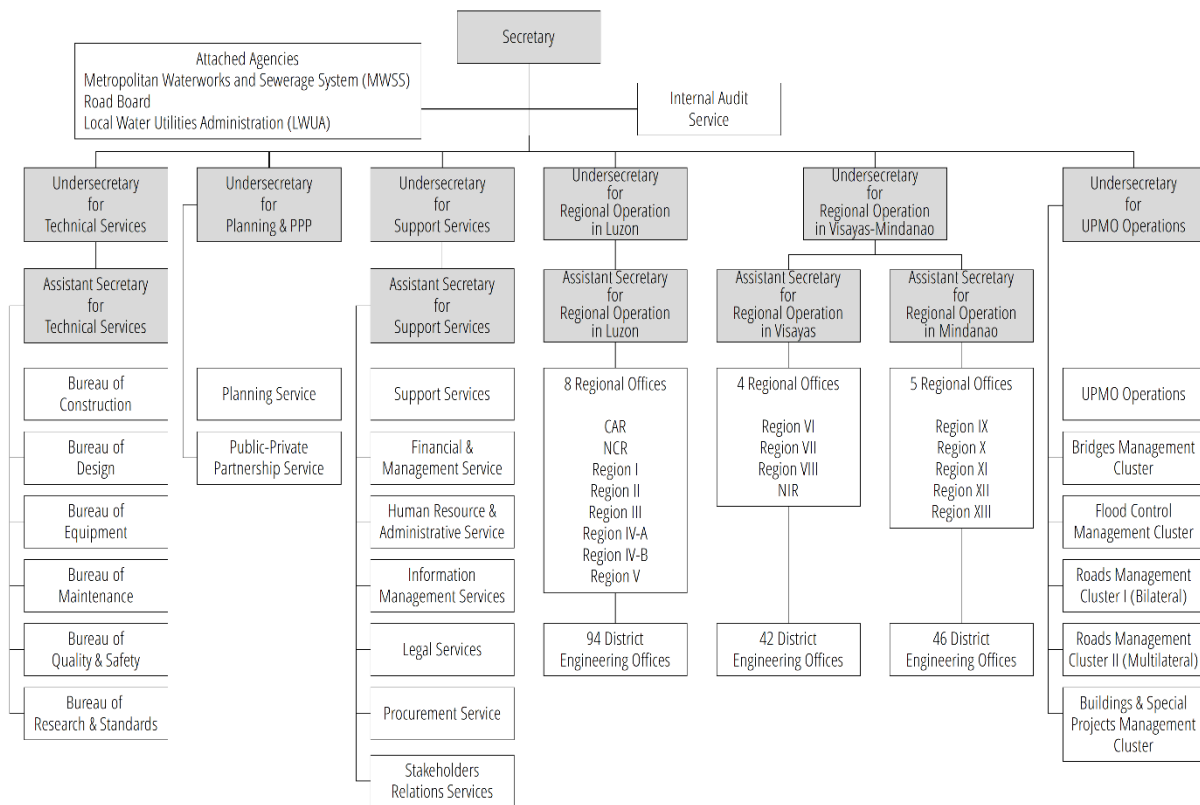 Secretary
Attached Agencies
Metropolitan Waterworks and Sewerage System (MWSS)
Road Board
Local Water Utilities Administration (LWUA)
Internal Audit
Service
Undersecretary
for
Technical Services
Undersecretary
for
Planning & PPP
Undersecretary
for
Support Services
Undersecretary
for
Regional Operation
in Luzon
Undersecretary
for
Regional Operation
in Visayas-Mindanao
Undersecretary
for
UPMO Operations
Assistant Secretary
for
Technical Services
Assistant Secretary
for
Support Services
Assistant Secretary
for
Regional Operation
in Luzon
Assistant Secretary
for
Regional Operation
in Visayas
Assistant Secretary
for
Regional Operation
in Mindanao
Bureau of
Construction
Bureau of
Design
Bureau of
Equipment
Bureau of
Maintenance
Bureau of
Quality & Safety
Bureau of
Research & Standards
Planning Service
Public-Private
Partnership Service
Support Services
Financial &
Management Service
Human Resource &
Administrative Service
Information
Management Services
Legal Services
Procurement Service
Stakeholders
Relations Services
8 Regional Offices
CAR
NCR
Region I
Region II
Region III
Region IV-A
Region IV-B
Region V
94 District
Engineering Offices
4 Regional Offices
Region VI
Region VII
Region VIII
NIR
42 District
Engineering Offices
5 Regional Offices
Region IX
Region X
Region XI
Region XII
Region XIII
46 District
Engineering Offices
UPMO Operations
Bridges Management
Cluster
Flood Control
Management Cluster
Roads Management
Cluster I (Bilateral)
Roads Management
Cluster II (Multilateral)
Buildings & Special
Projects Management
Cluster